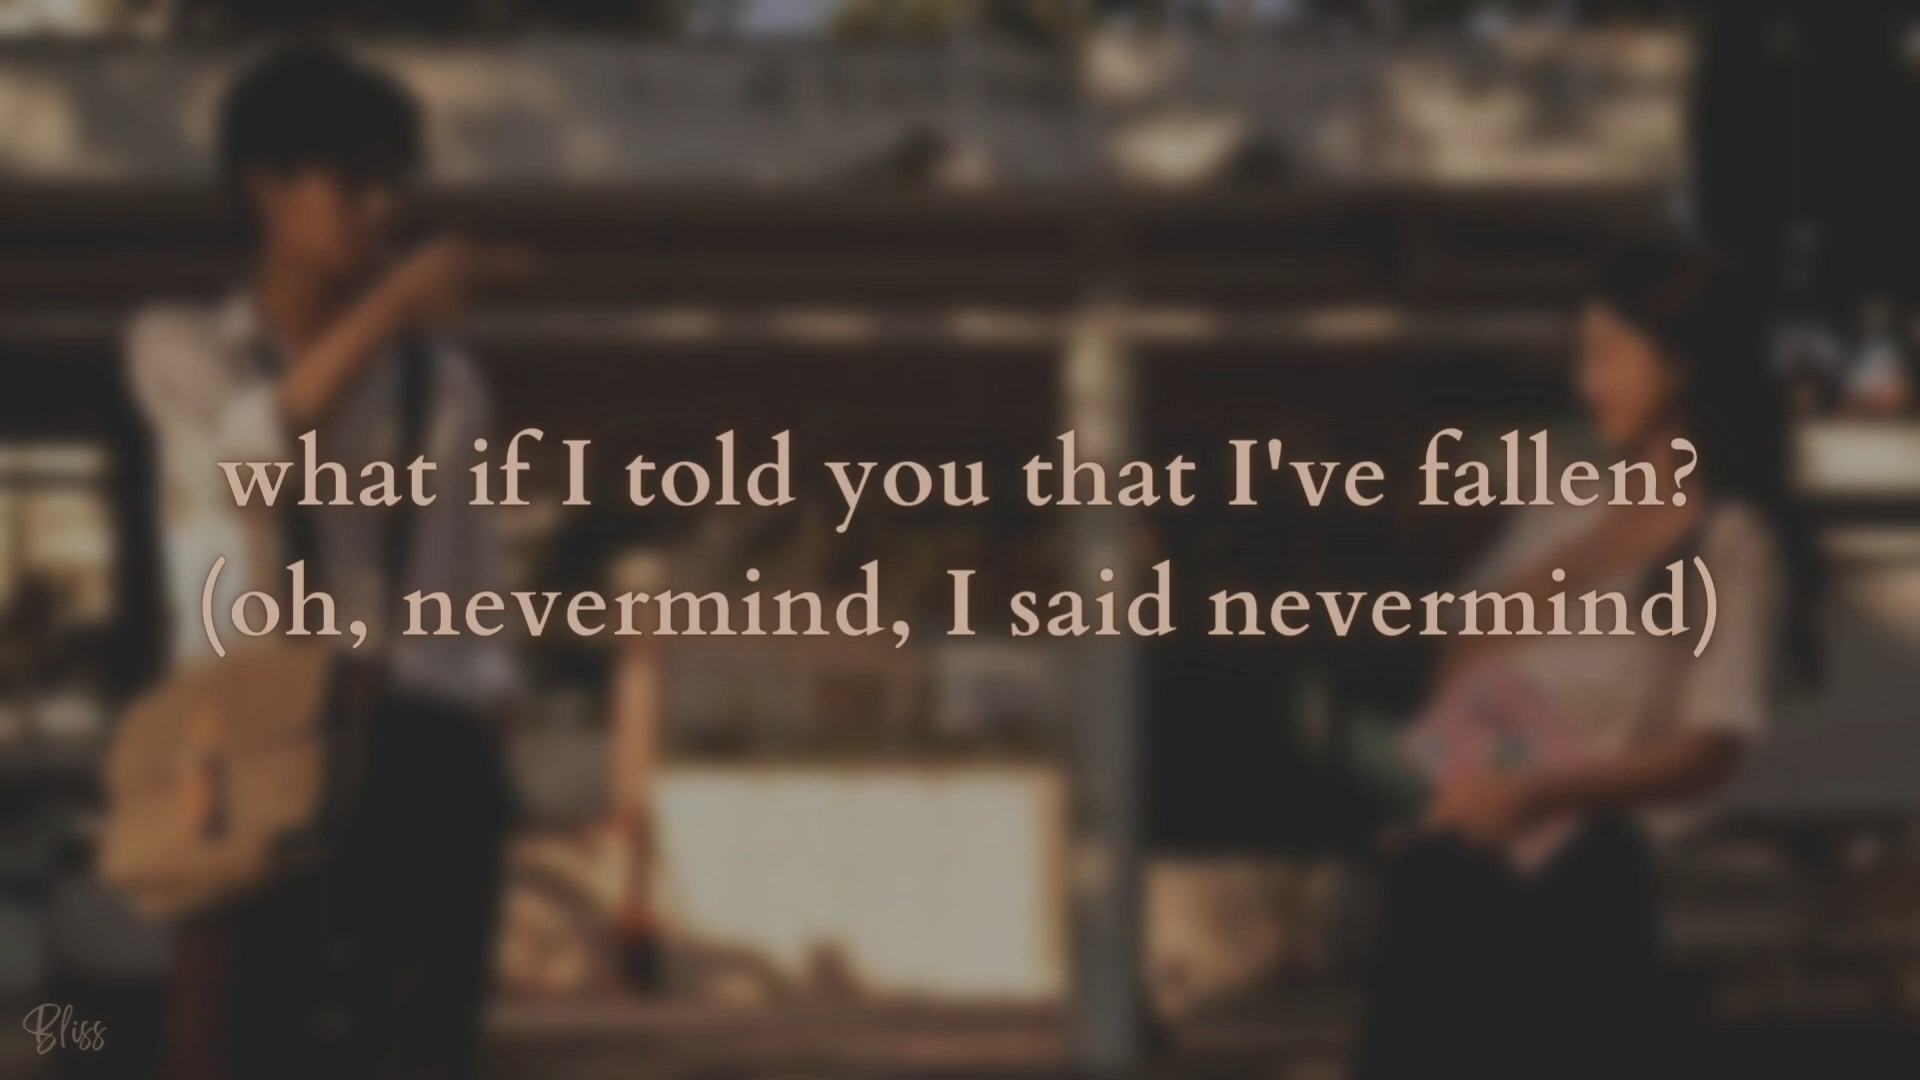 what if I told you that I've fallen?
(oh, nevermind, I said nevermind)
Bliss